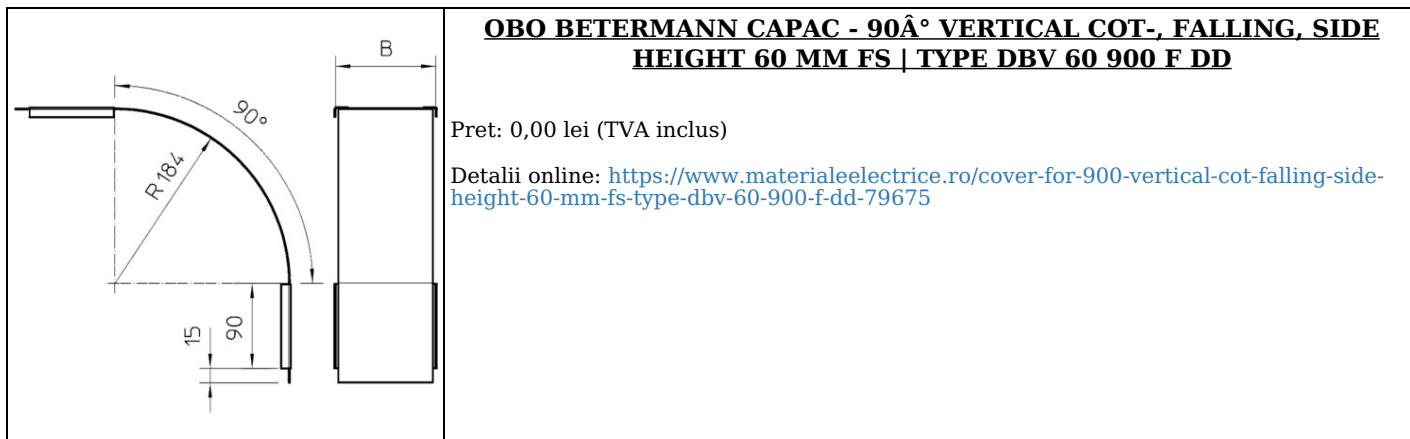 B
90°
R 184
90
15
OBO BETERMANN CAPAC - 90Â° VERTICAL COT-, FALLING, SIDE
HEIGHT 60 MM FS | TYPE DBV 60 900 F DD
Pret: 0,00 lei (TVA inclus)
Detalii online: https://www.materialeelectrice.ro/cover-for-900-vertical-cot-falling-side-
height-60-mm-fs-type-dbv-60-900-f-dd-79675